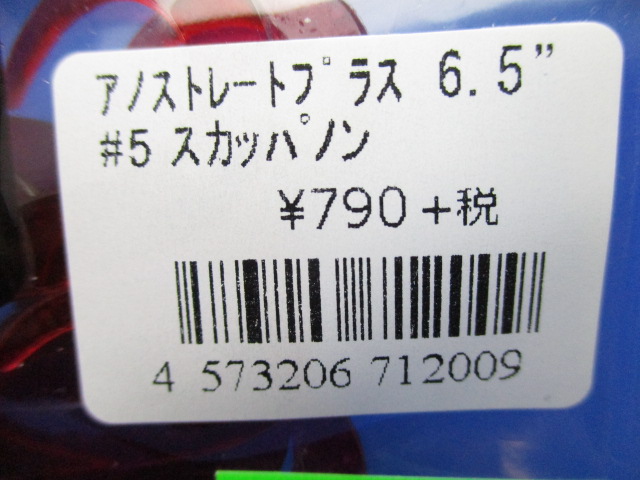 アノストレートプラス 6.5”
#5 スカッパノン
¥790+税
4 573206 712009